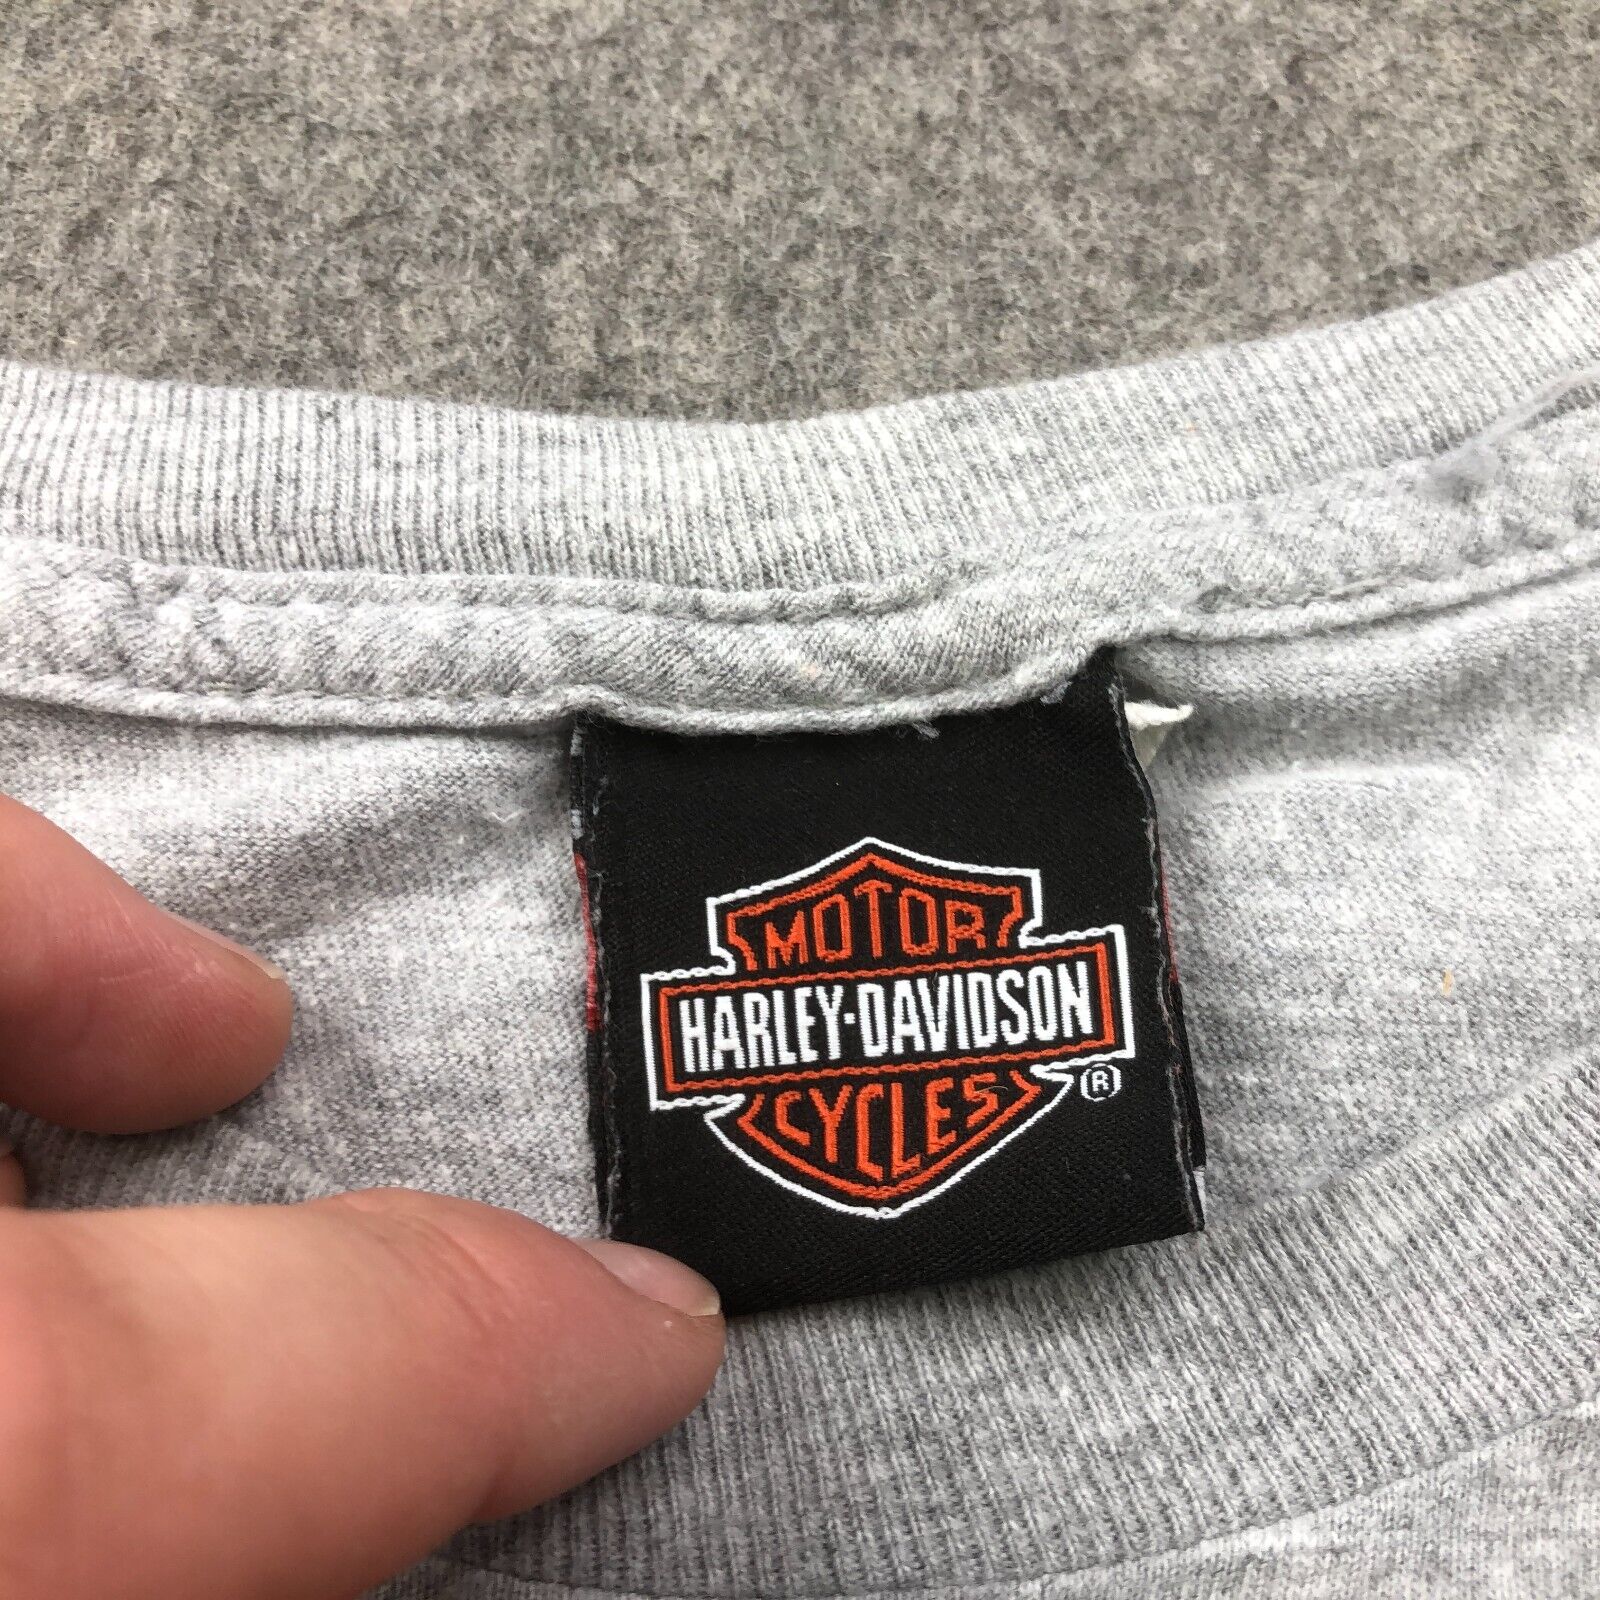 MOTOR
HARLEY-DAVIDSON
CYCLES
®